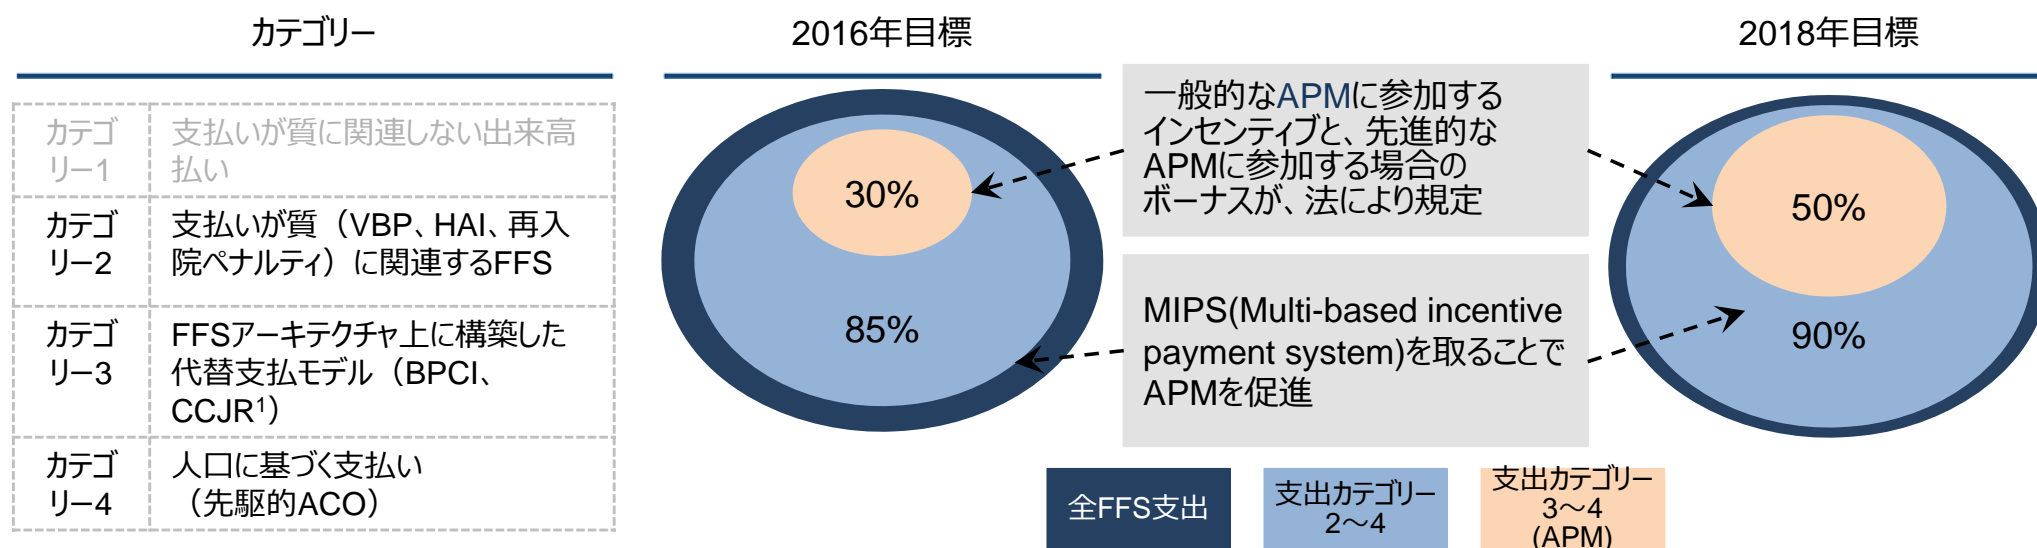 カテゴリー
2016年目標
2018年目標
カテゴ
リー1
支払いが質に関連しない出来高
払い
カテゴ
リー2
支払いが質（VBP、HAI、再入
院ペナルティ）に関連するFFS
カテゴ
リー3
FFSアーキテクチャ上に構築した
代替支払モデル（BPCI、
CCJR¹）
カテゴ
リー4
人口に基づく支払い
（先駆的ACO）
30%
85%
一般的なAPMに参加する
インセンティブと、先進的な
APMに参加する場合の
ボーナスが、法により規定
MIPS(Multi-based incentive
payment system)を取ることで
APMを促進
50%
90%
全FFS支出
支出カテゴリー
2～4
支出カテゴリー
3～4
(APM)